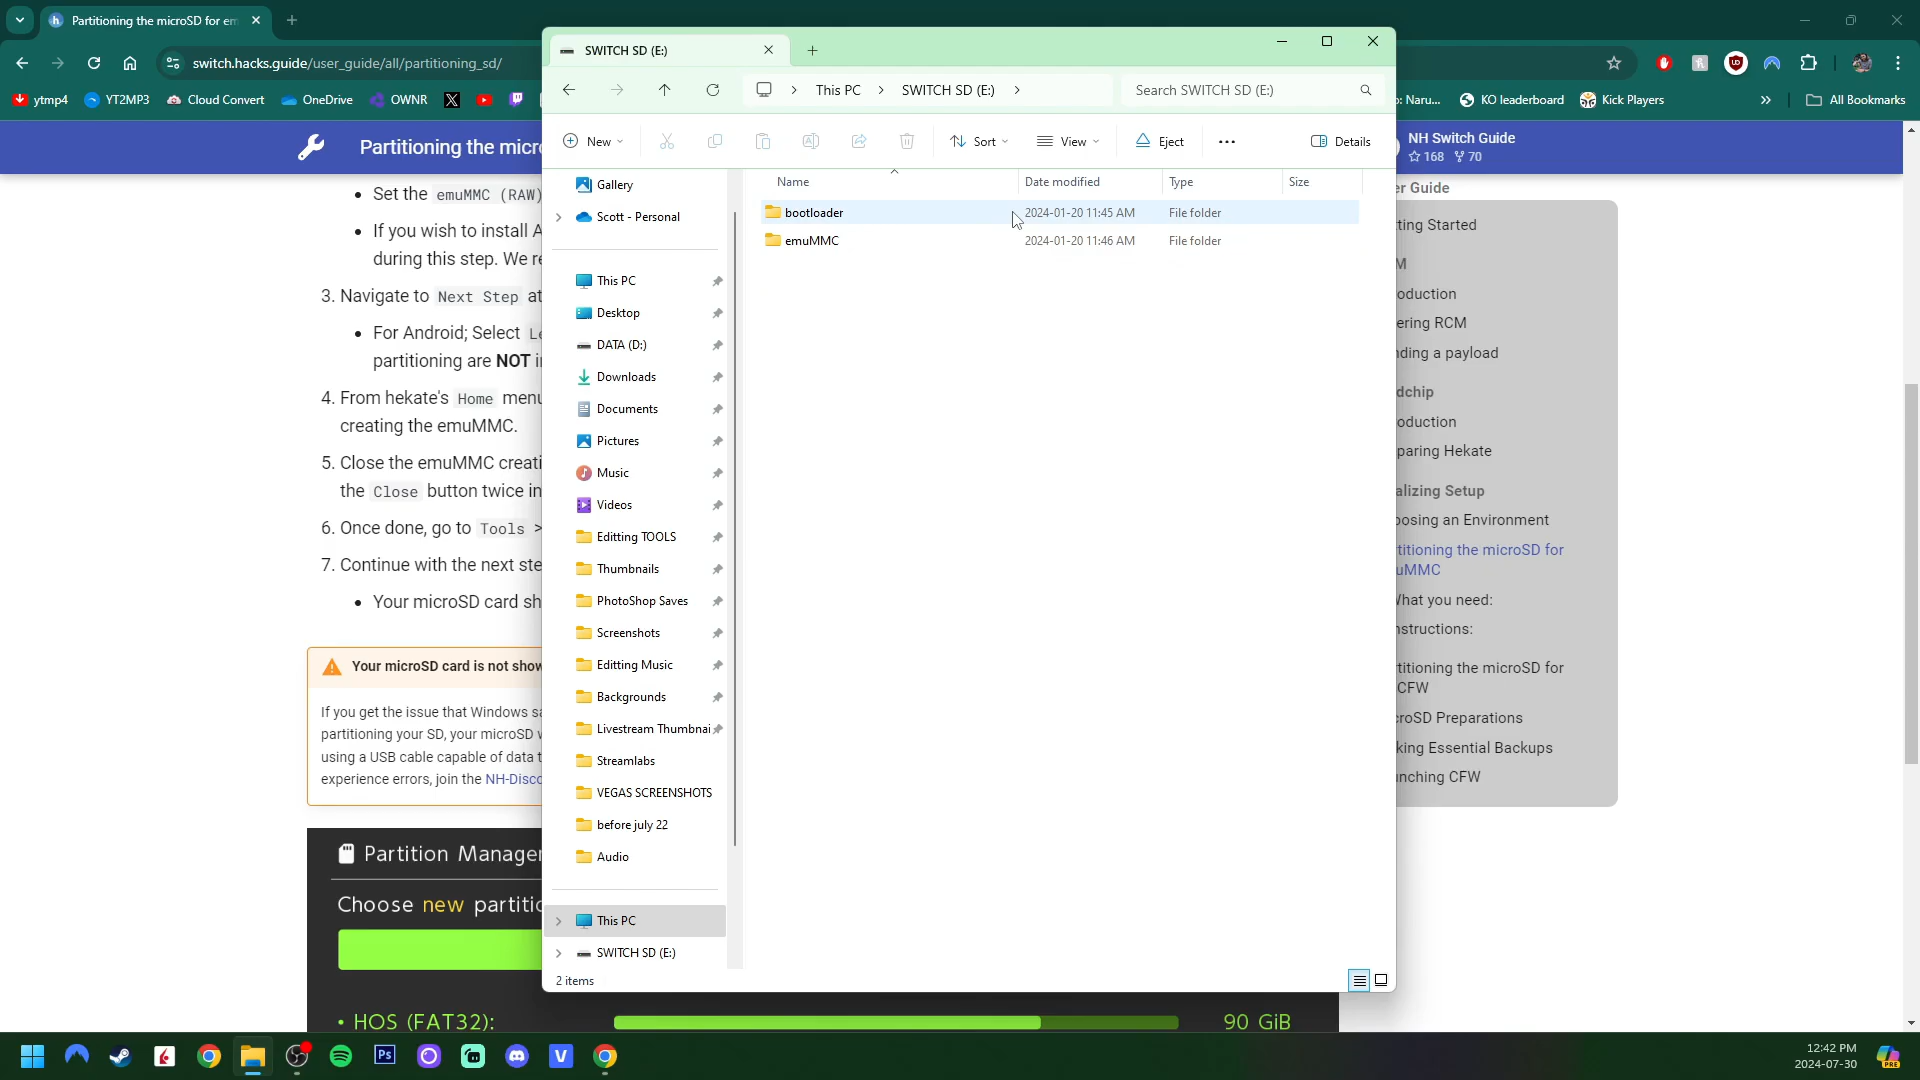 Partitioning the microSD for em
switch.hacks.guide/user_guide/all/partitioning_sd/
ytmp4
YT2MP3
Cloud Convert
OneDrive
OWNR
KO leaderboard
Kick Players
All Bookmarks
Partitioning the micr
NH Switch Guide
168 70
Set the emuMMC (RAW)
If you wish to install A
during this step. We re
3. Navigate to Next Step at
For Android; Select
partitioning are NOT i
4. From hekate's Home menu
creating the emuMMC.
5. Close the emuMMC creati
the Close button twice in
6. Once done, go to Tools >
7. Continue with the next ste
Your microSD card sh
Your microSD card is not show
If you get the issue that Windows sa
partitioning your SD, your microSD w
using a USB cable capable of data t
experience errors, join the NH-Disco
Partition Manager
Choose new partitio
• HOS (FAT32):
90 GiB
SWITCH SD (E:)
This PC
SWITCH SD (E:)
Search SWITCH SD (E:)
New
Sort
View
Eject
Details
Gallery
Scott - Personal
This PC
Desktop
DATA (D:)
Downloads
Documents
Pictures
Music
Videos
Editting TOOLS
Thumbnails
PhotoShop Saves
Screenshots
Editting Music
Backgrounds
Livestream Thumbnai
Streamlabs
VEGAS SCREENSHOTS
before july 22
Audio
This PC
SWITCH SD (E:)
Name Date modified Type Size
bootloader 2024-01-20 11:45 AM File folder
emuMMC 2024-01-20 11:46 AM File folder
2 items
er Guide
ting Started
M
oduction
ering RCM
nding a payload
dchip
oduction
paring Hekate
alizing Setup
osing an Environment
titioning the microSD for
uMMC
hat you need:
nstructions:
titioning the microSD for
CFW
croSD Preparations
king Essential Backups
unching CFW
12:42 PM
2024-07-30